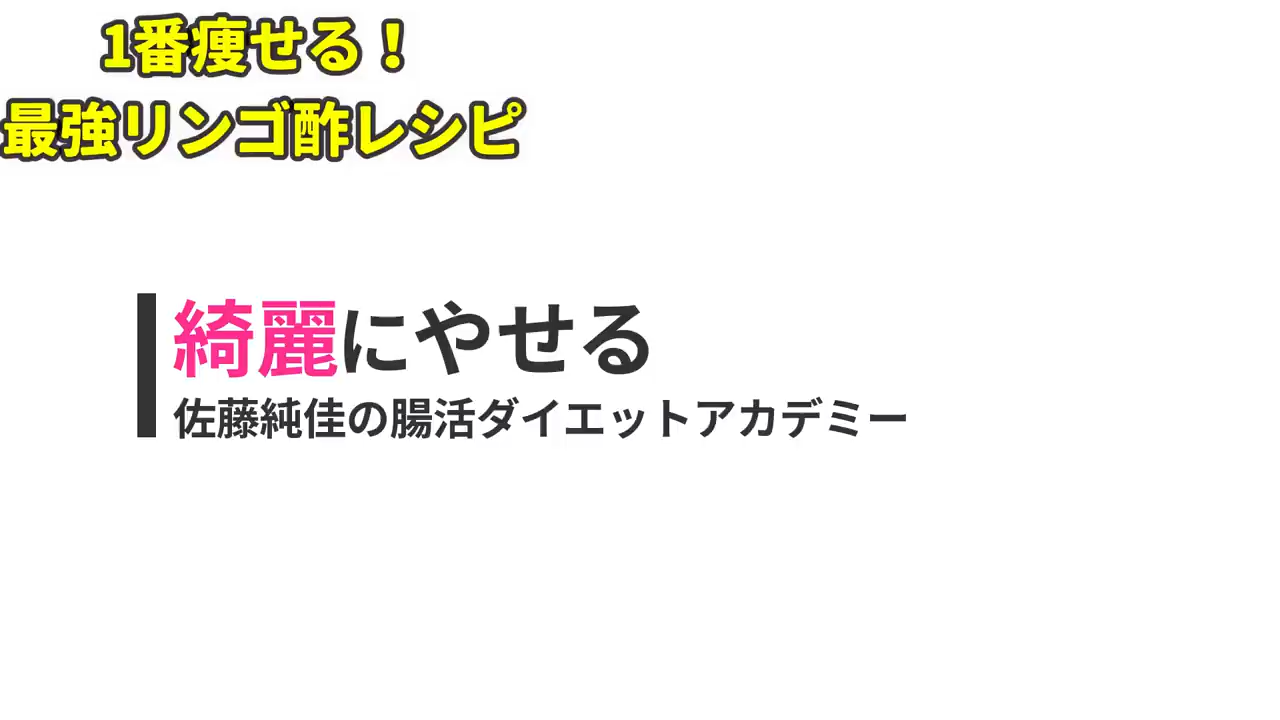 1番痩せる！
最強リンゴ酢レシピ
綺麗にやせる
佐藤純佳の腸活ダイエットアカデミー